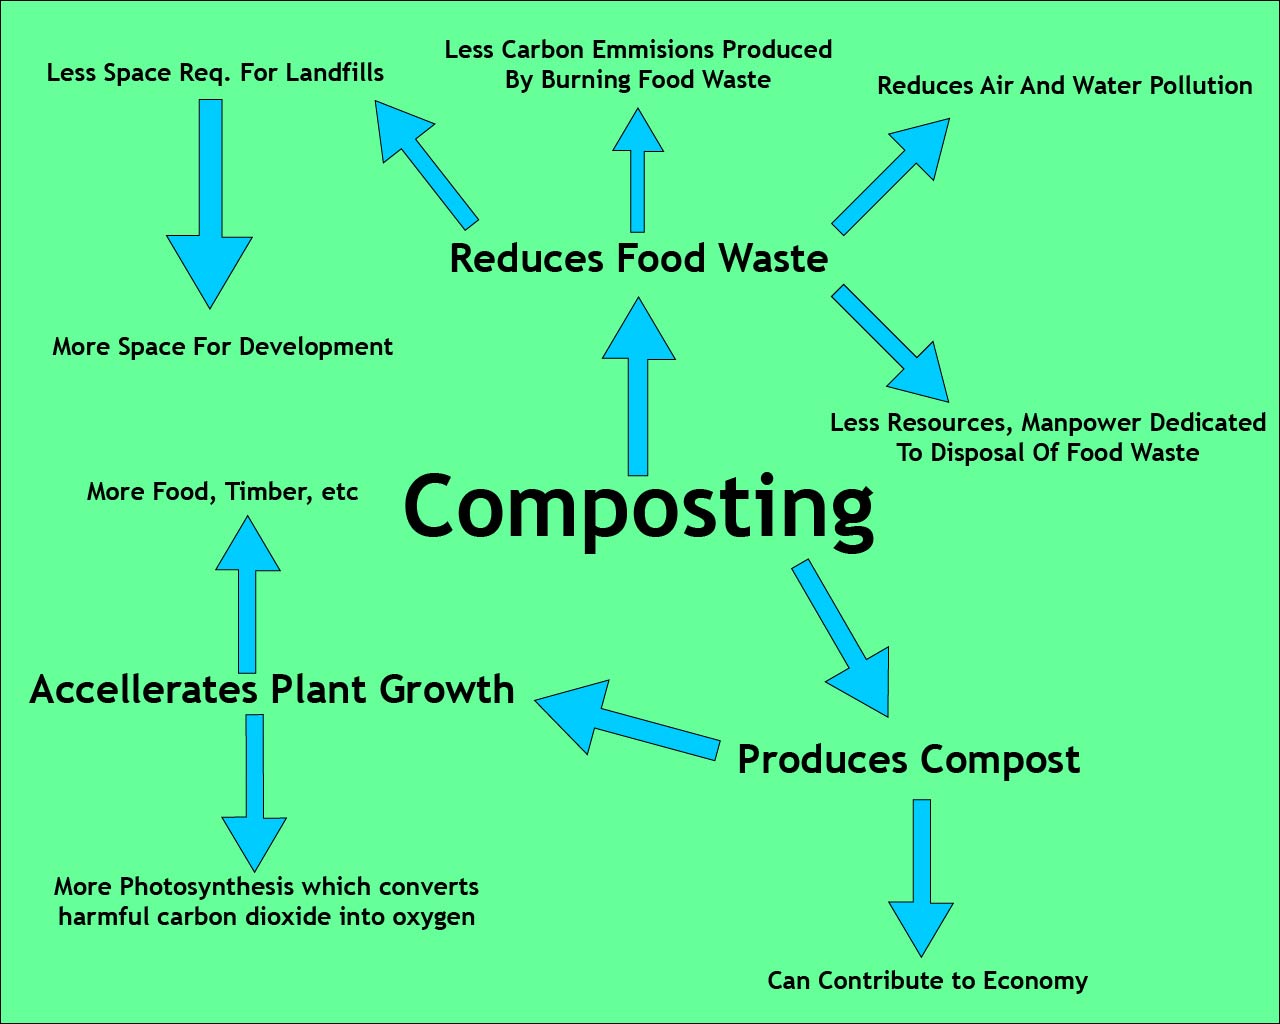 Less Carbon Emmisions Produced
By Burning Food Waste
Less Space Req. For Landfills
Reduces Air And Water Pollution
Reduces Food Waste
More Space For Development
Less Resources, Manpower Dedicated
To Disposal Of Food Waste
More Food, Timber, etc
Composting
Accellerates Plant Growth
Produces Compost
More Photosynthesis which converts
harmful carbon dioxide into oxygen
Can Contribute to Economy